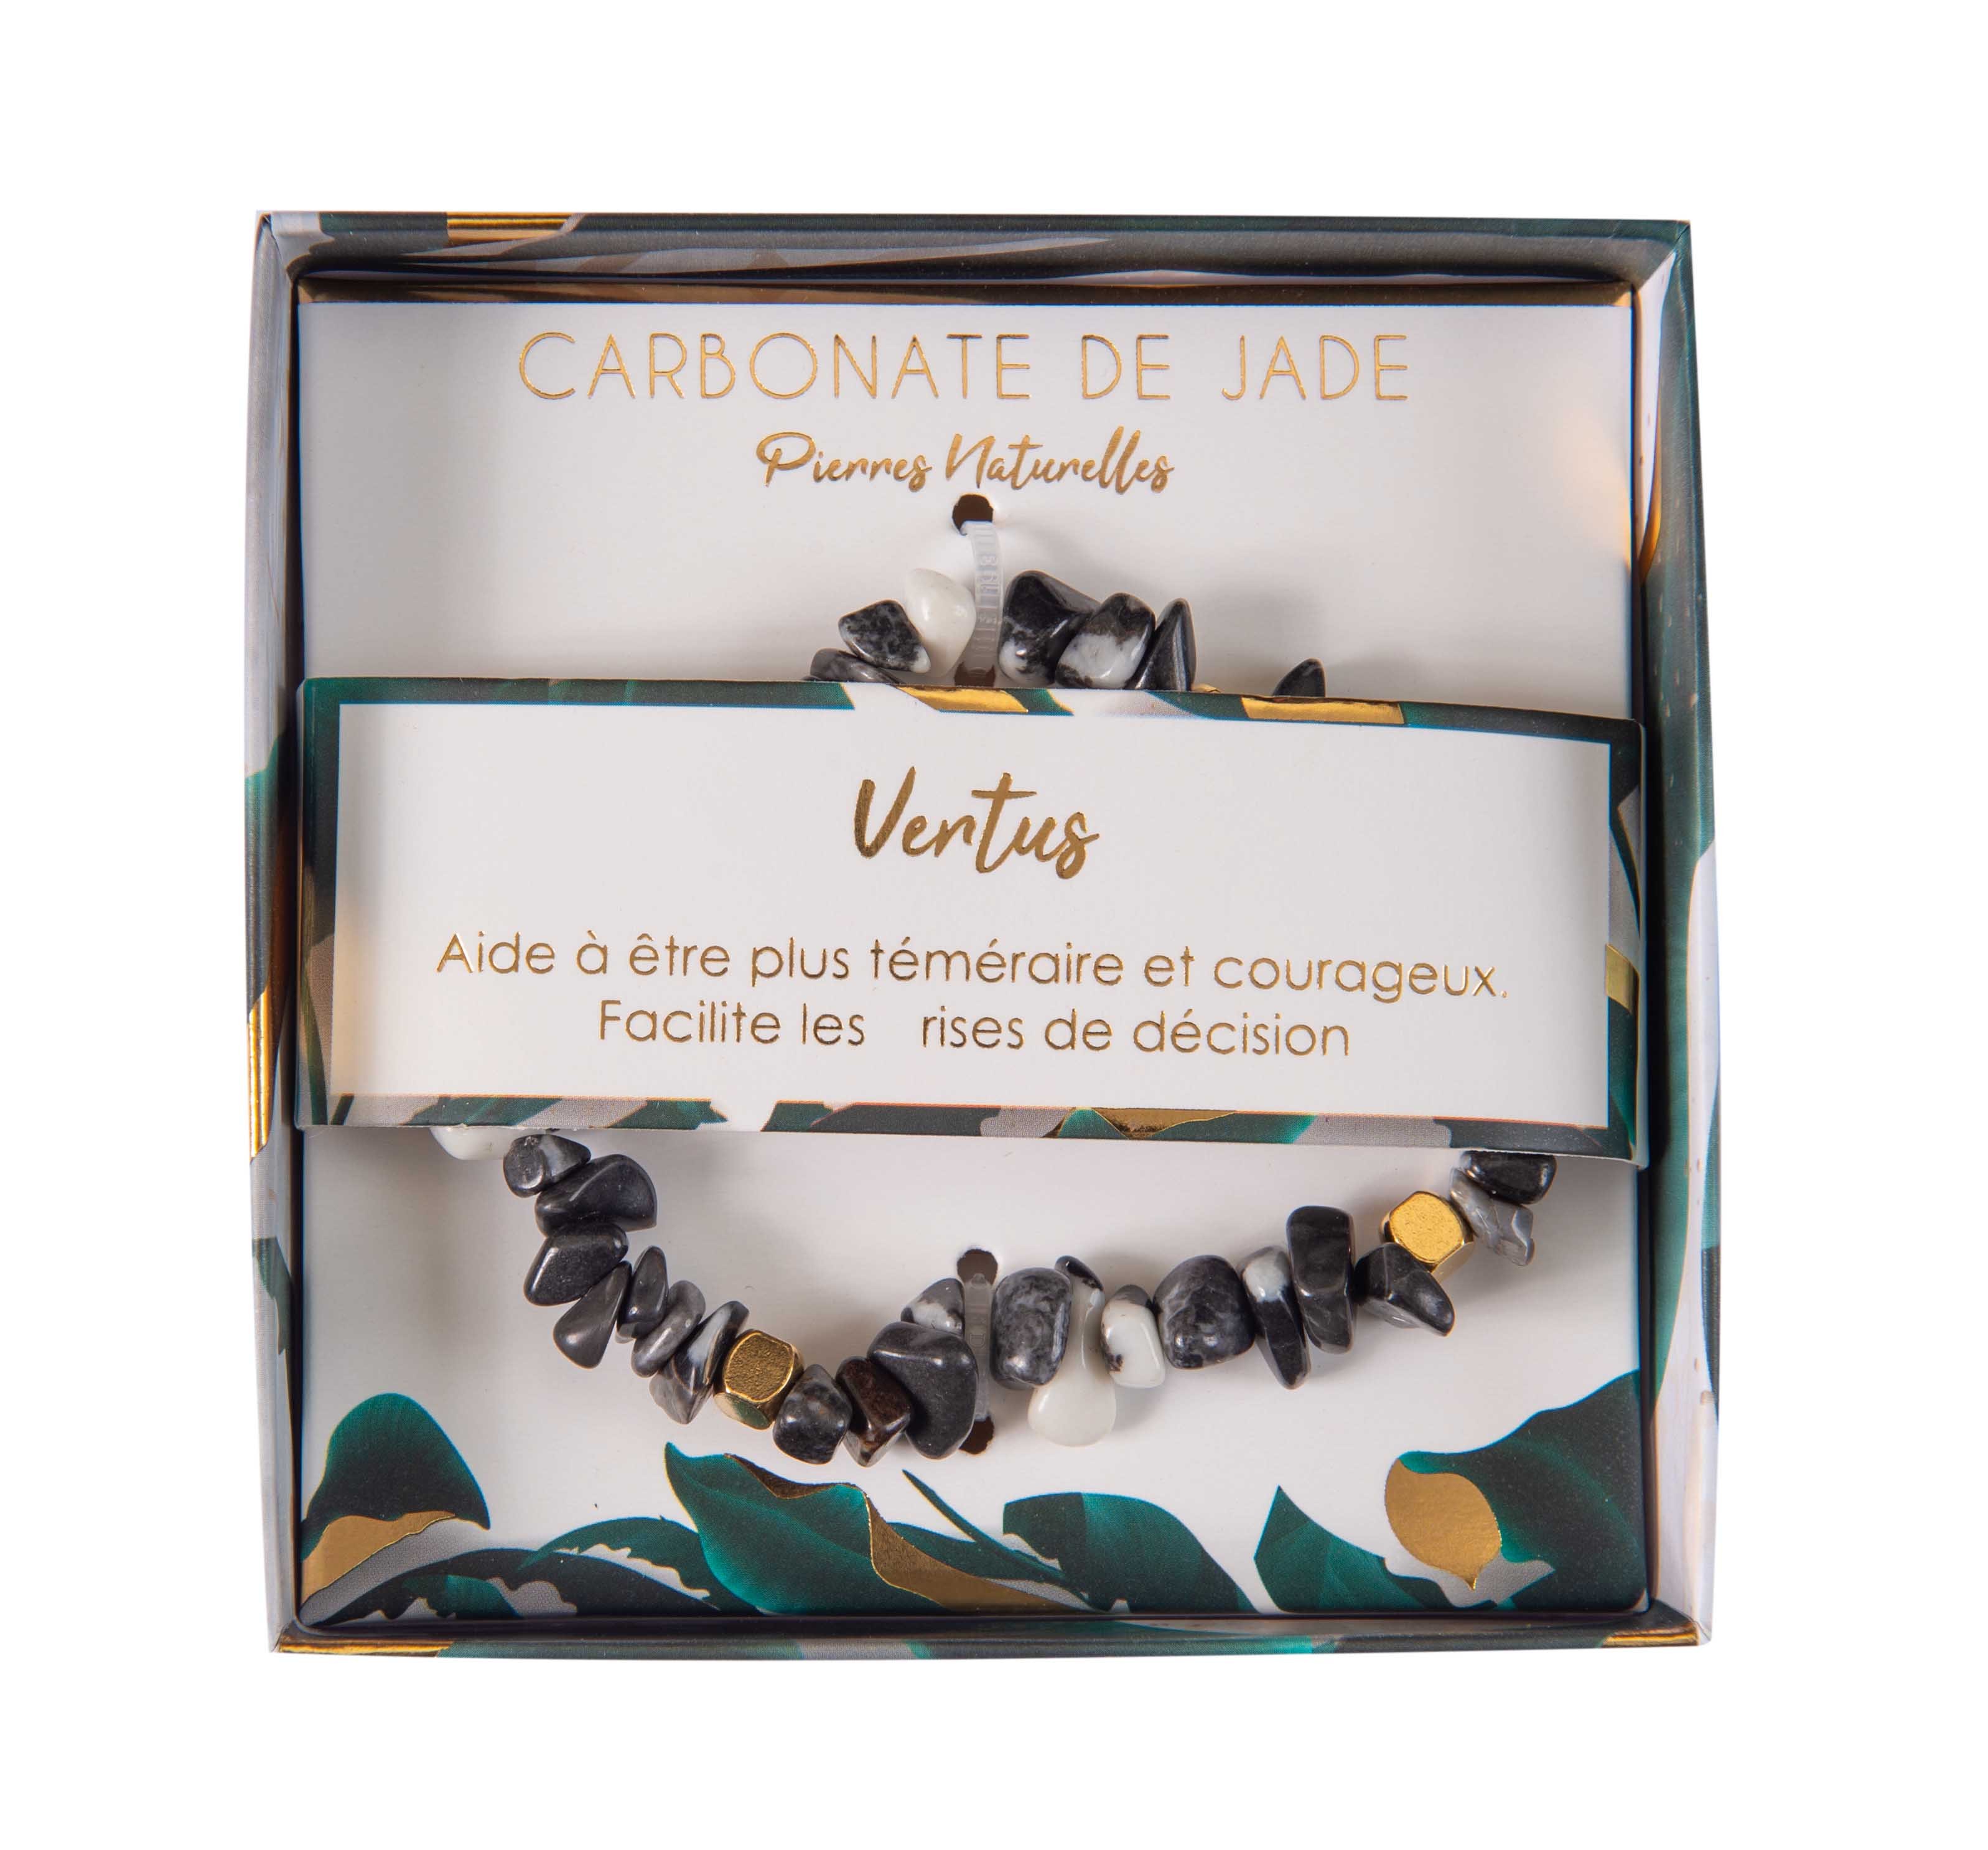 CARBONATE DE JADE
Pierres Naturelles
Vertus
Aide à être plus téméraire et courageux.
Facilite les rises de décision